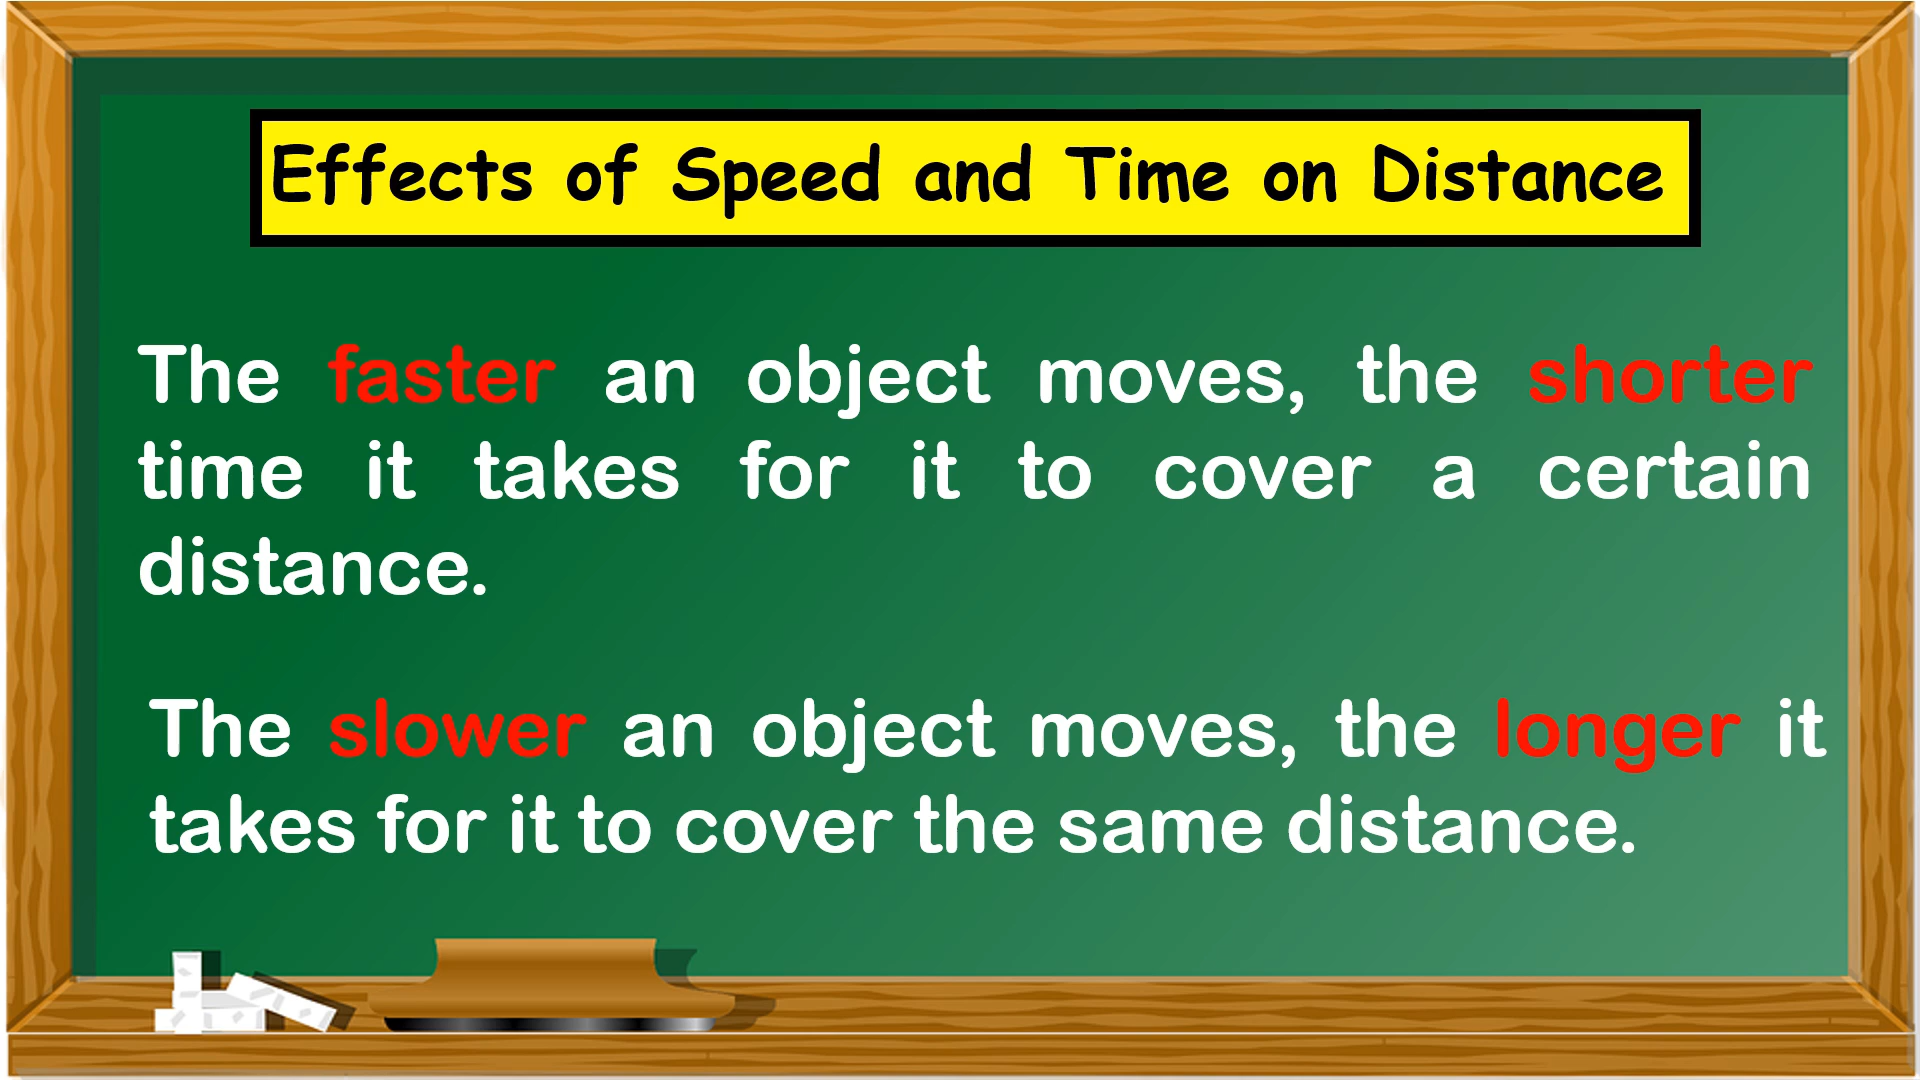 Effects of Speed and Time on Distance
The faster an object moves, the shorter
time it takes for it to cover a certain
distance.
The slower an object moves, the longer it
takes for it to cover the same distance.